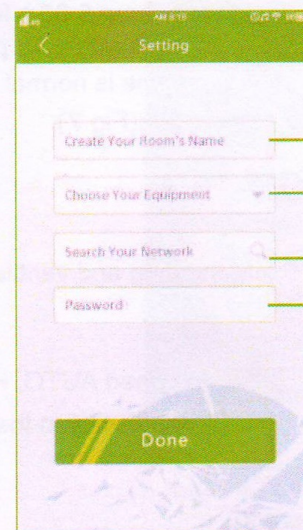 AM 8:18
Setting
Create Your Room's Name
Choose Your Equipment
Search Your Network
Password
Done